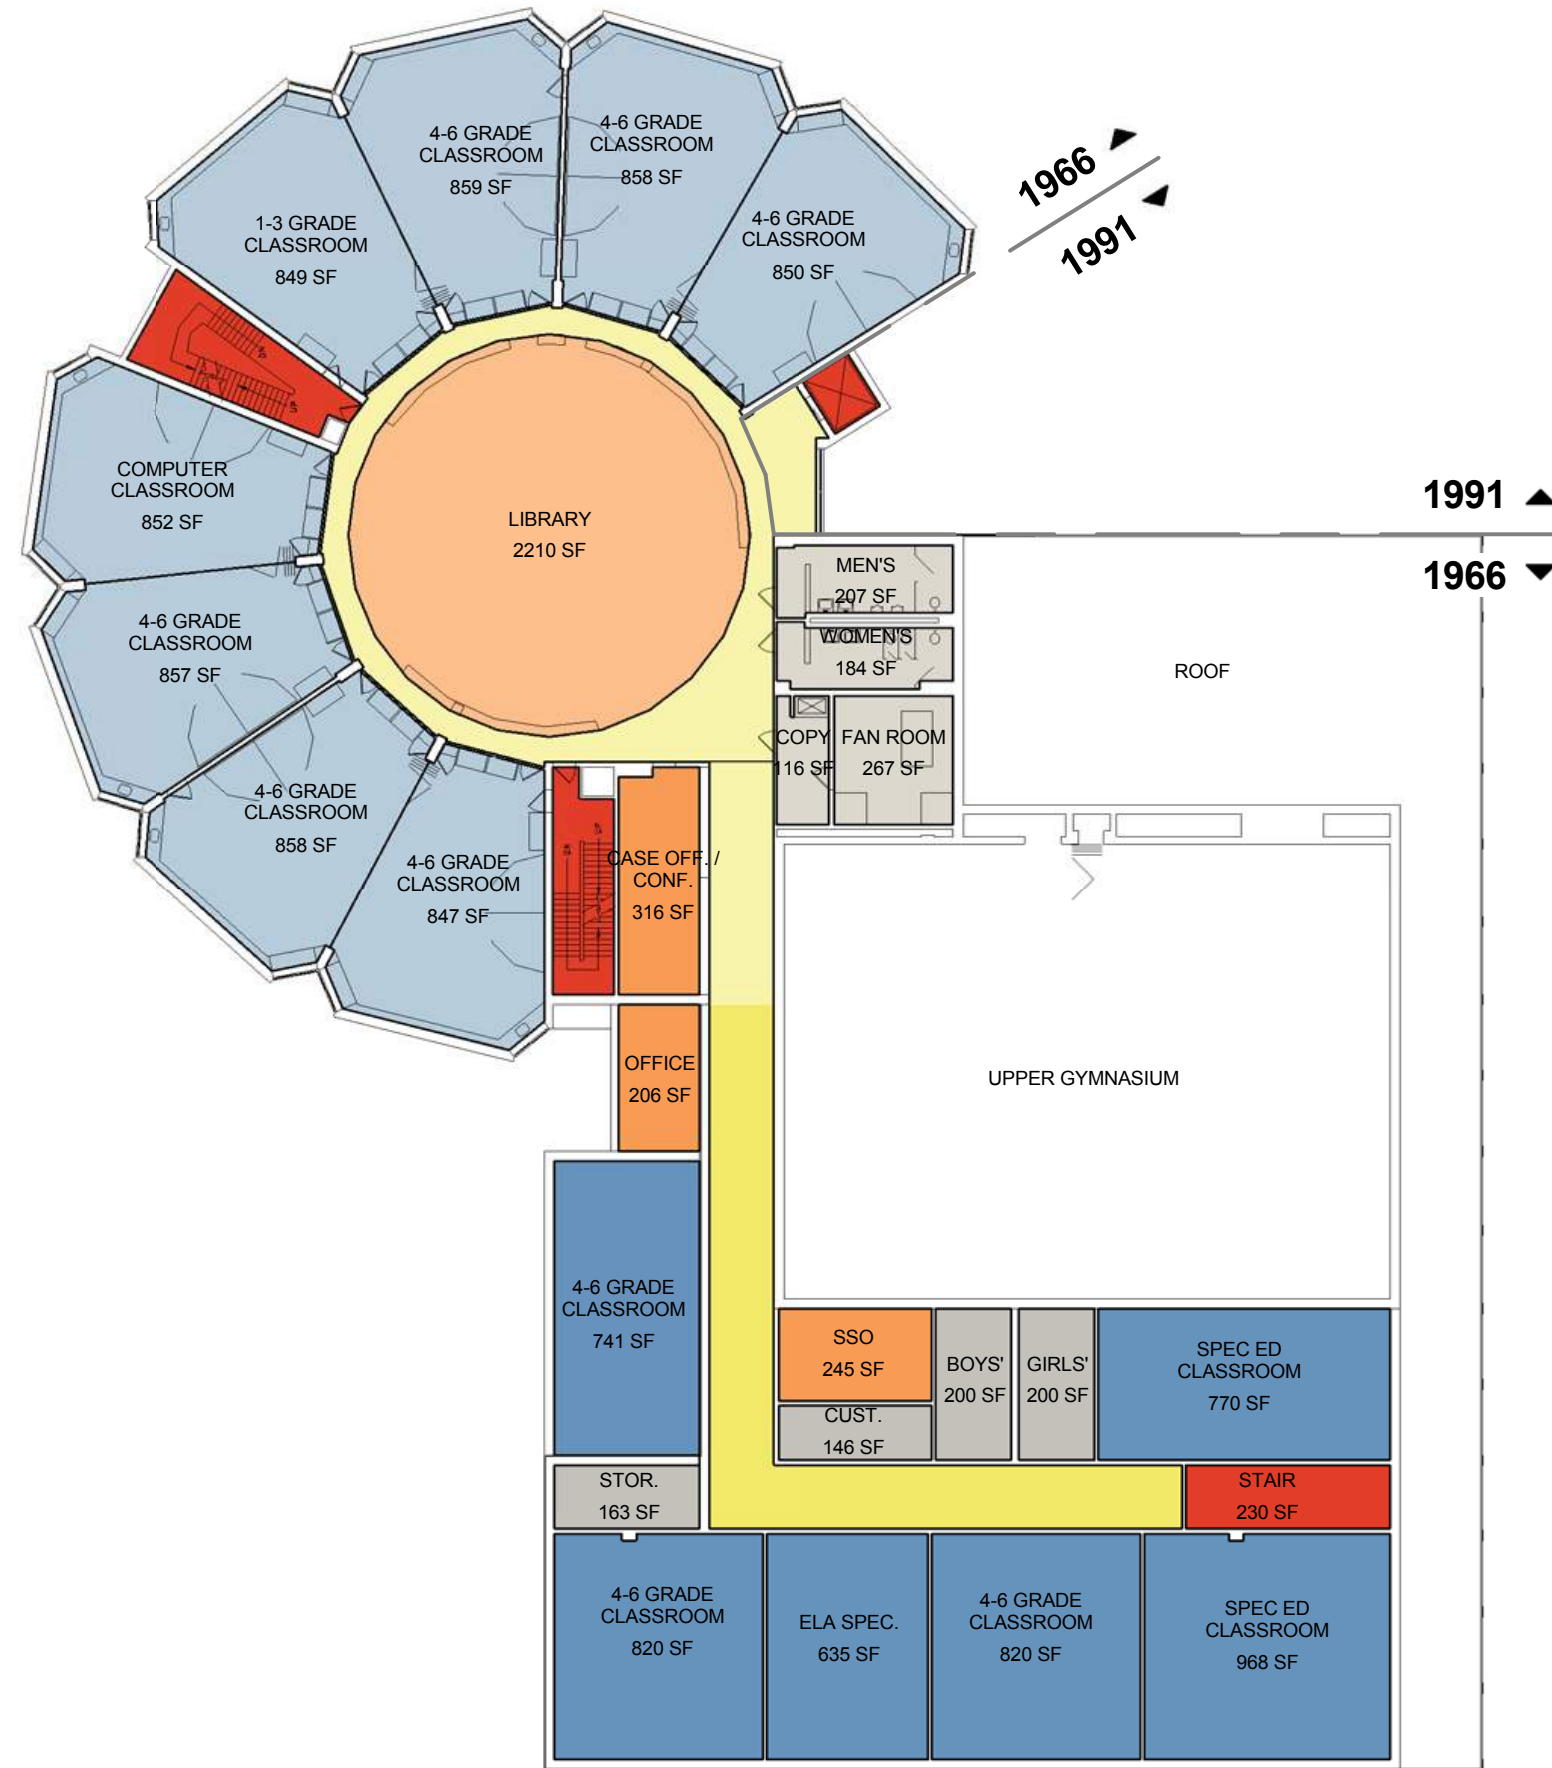 4-6 GRADE
CLASSROOM
859 SF
4-6 GRADE
CLASSROOM
858 SF
1966
1991
1-3 GRADE
CLASSROOM
849 SF
4-6 GRADE
CLASSROOM
850 SF
COMPUTER
CLASSROOM
852 SF
LIBRARY
2210 SF
1991
1966
MEN'S
207 SF
WOMEN'S
184 SF
4-6 GRADE
CLASSROOM
857 SF
ROOF
COPY
116 SF
FAN ROOM
267 SF
4-6 GRADE
CLASSROOM
858 SF
4-6 GRADE
CLASSROOM
847 SF
CASE OFF. /
CONF.
316 SF
OFFICE
206 SF
UPPER GYMNASIUM
4-6 GRADE
CLASSROOM
741 SF
SSO
245 SF
BOYS'
200 SF
GIRLS'
200 SF
SPEC ED
CLASSROOM
770 SF
CUST.
146 SF
STOR.
163 SF
STAIR
230 SF
4-6 GRADE
CLASSROOM
820 SF
ELA SPEC.
635 SF
4-6 GRADE
CLASSROOM
820 SF
SPEC ED
CLASSROOM
968 SF